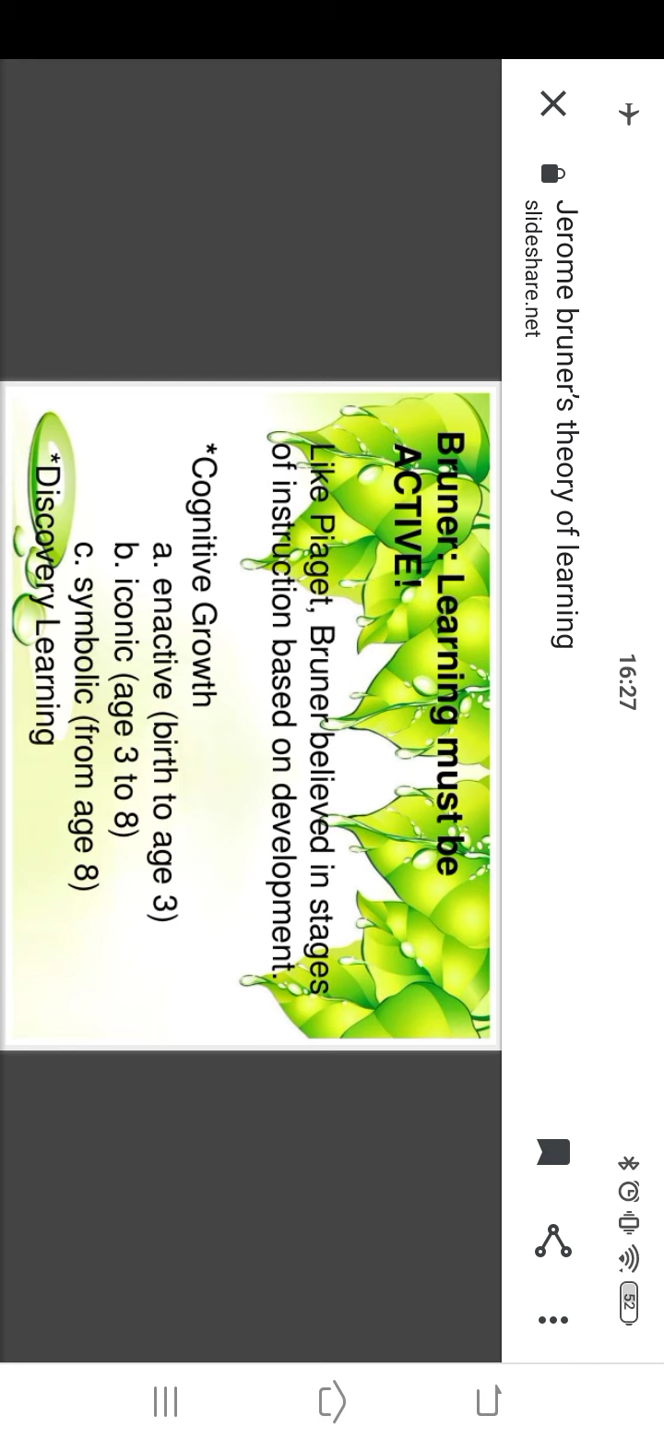 16:27
52
Jerome bruner's theory of learning
slideshare.net
Bruner: Learning must be
ACTIVE!
Like Piaget, Bruner believed in stages
of instruction based on development.
*Cognitive Growth
a. enactive (birth to age 3)
b. iconic (age 3 to 8)
c. symbolic (from age 8)
*Discovery Learning